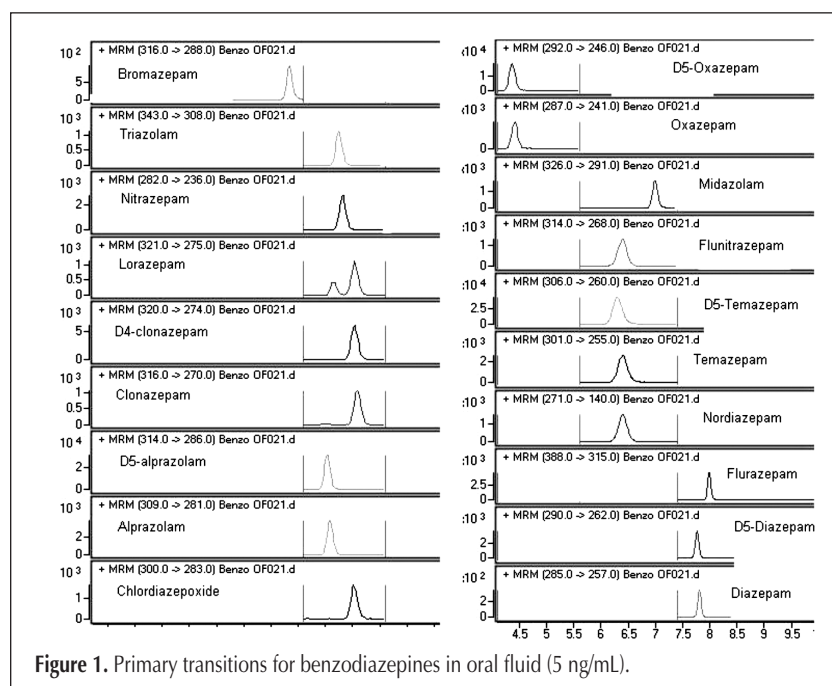 10 2
+ MRM (316.0 -> 288.0) Benzo OF021.d
Bromazepam
5
0
10 3
+ MRM (343.0 -> 308.0) Benzo OF021.d
Triazolam
1
0.5
0
10 3
+ MRM (282.0 -> 236.0) Benzo OF021.d
Nitrazepam
2
0
10 3
+ MRM (321.0 -> 275.0) Benzo OF021.d
Lorazepam
1
0.5
0
10 3
+ MRM (320.0 -> 274.0) Benzo OF021.d
D4-clonazepam
5
0
10 3
+ MRM (316.0 -> 270.0) Benzo OF021.d
Clonazepam
1
0.5
0
10 4
+ MRM (314.0 -> 286.0) Benzo OF021.d
D5-alprazolam
2
0
10 3
+ MRM (309.0 -> 281.0) Benzo OF021.d
Alprazolam
2
0
10 3
+ MRM (300.0 -> 283.0) Benzo OF021.d
Chlordiazepoxide
1
0
:10 4
+ MRM (292.0 -> 246.0) Benzo OF021.d
D5-Oxazepam
1
0
:10 3
+ MRM (287.0 -> 241.0) Benzo OF021.d
Oxazepam
0
:10 3
+ MRM (326.0 -> 291.0) Benzo OF021.d
Midazolam
1
0
:10 3
+ MRM (314.0 -> 268.0) Benzo OF021.d
Flunitrazepam
1
0
:10 4
+ MRM (306.0 -> 260.0) Benzo OF021.d
D5-Temazepam
2.5
0
:10 3
+ MRM (301.0 -> 255.0) Benzo OF021.d
Temazepam
2
0
:10 3
+ MRM (271.0 -> 140.0) Benzo OF021.d
Nordiazepam
1
0
:10 3
+ MRM (388.0 -> 315.0) Benzo OF021.d
Flurazepam
2.5
0
:10 3
+ MRM (290.0 -> 262.0) Benzo OF021.d
D5-Diazepam
2
0
:10 2
+ MRM (285.0 -> 257.0) Benzo OF021.d
Diazepam
2
0
4.5 5 5.5 6 6.5 7 7.5 8 8.5 9 9.5
Figure 1. Primary transitions for benzodiazepines in oral fluid (5 ng/mL).